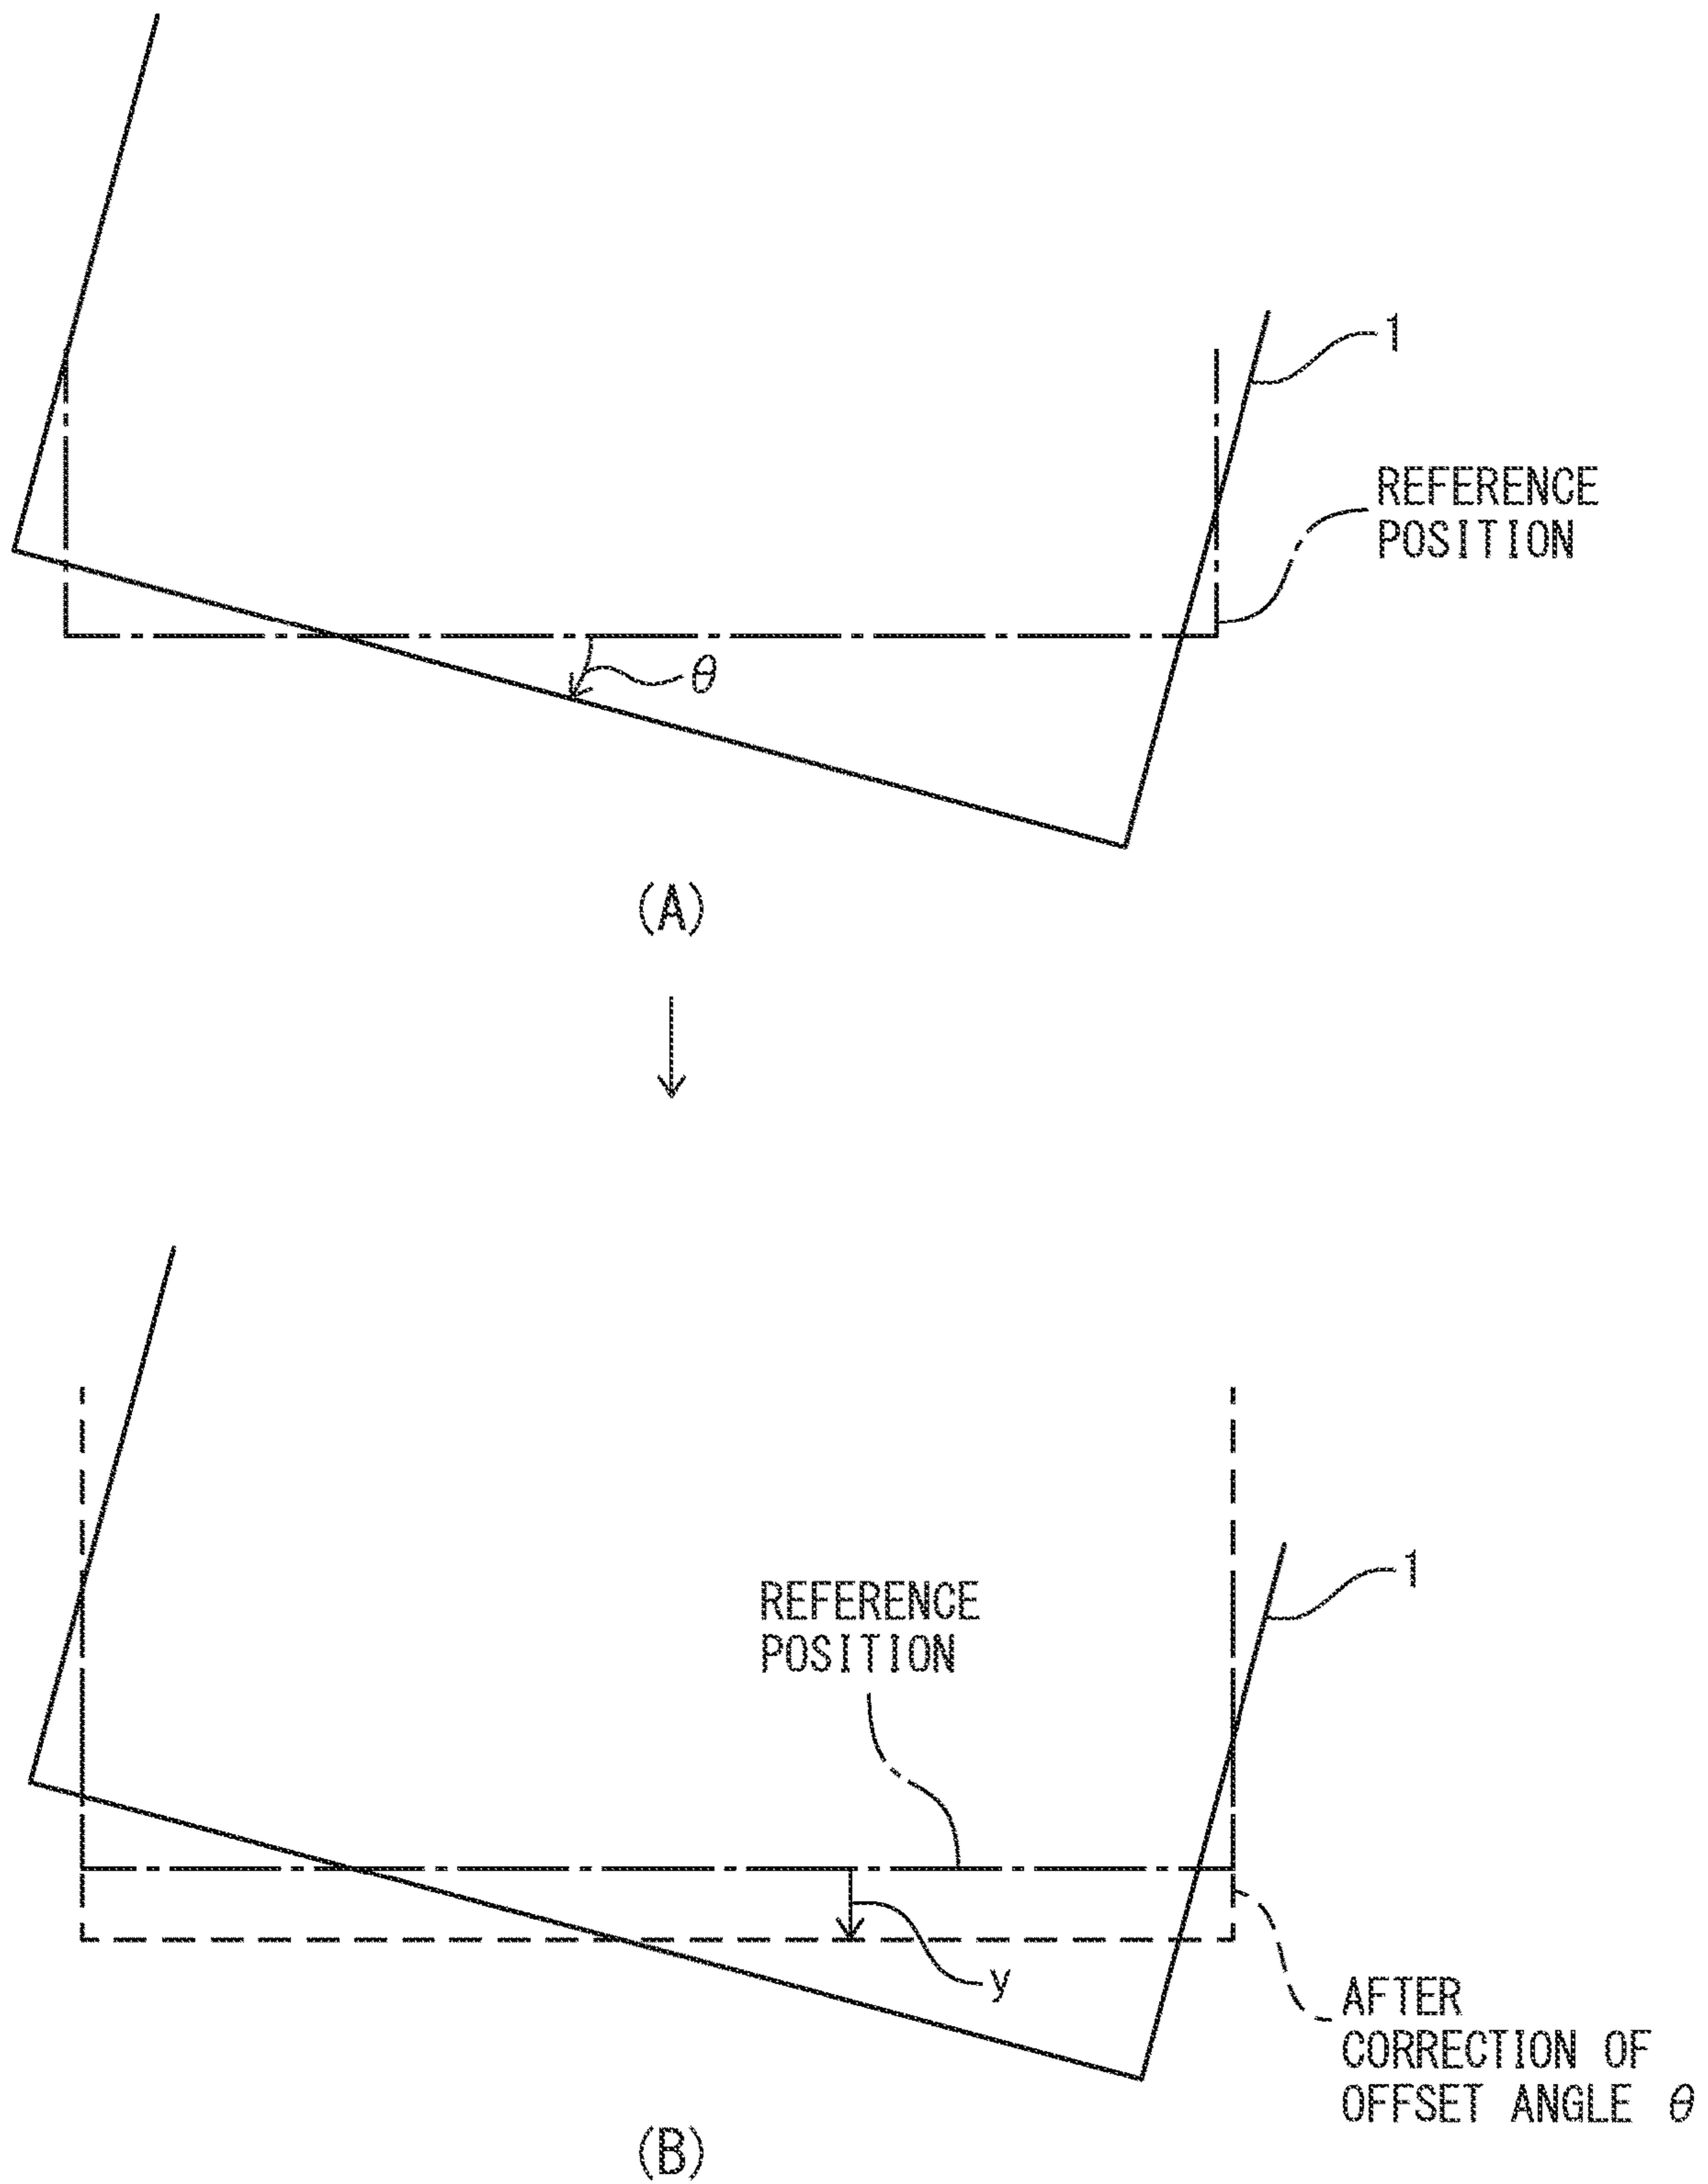 1
REFERENCE
POSITION
θ
(A)
REFERENCE
POSITION
1
y
AFTER
CORRECTION OF
OFFSET ANGLE θ
(B)